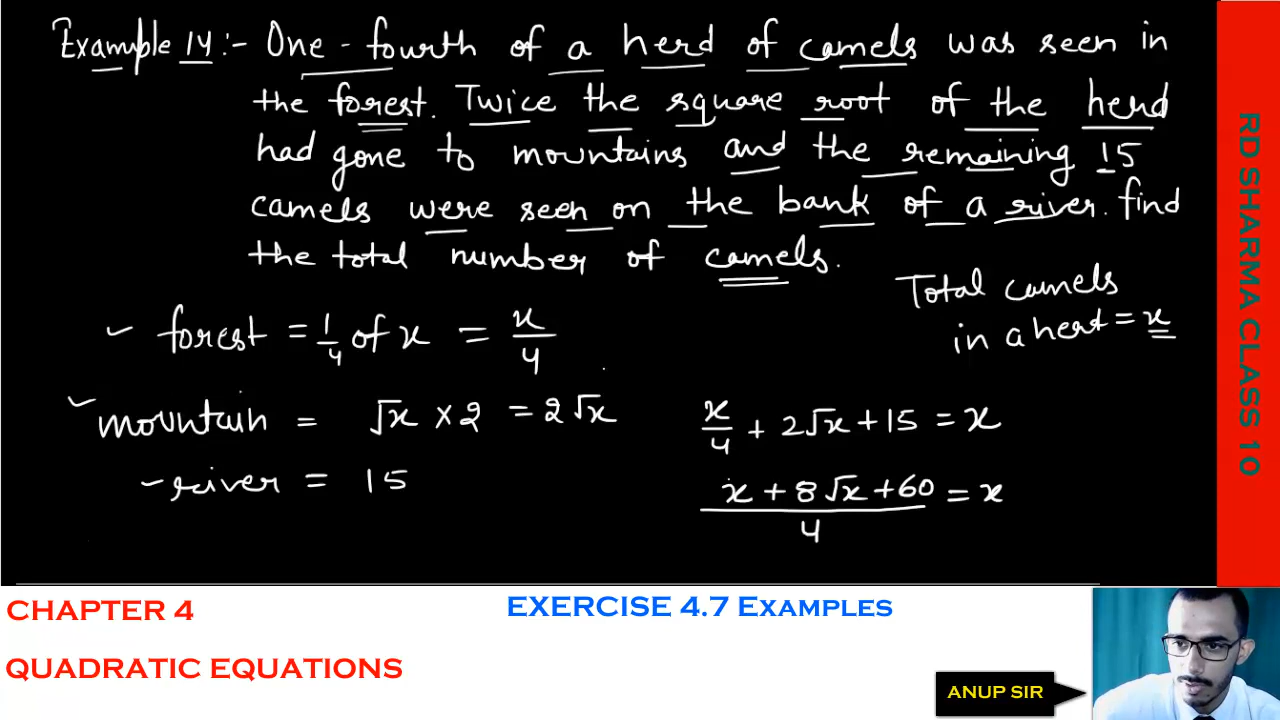 Example 14:- One-fourth of a herd of camels was seen in
the forest. Twice the square root of the herd
had gone to mountains and the remaining 15
camels were seen on the bank of a river. find
the total number of camels.
Total camels
in a hert = x
forest = 1/4 of x = x/4
mountain = √x × 2 = 2√x
river = 15
x/4 + 2√x + 15 = x
(x + 8√x + 60)/4 = x
RD SHARMA CLASS 10
CHAPTER 4
EXERCISE 4.7 EXAMPLES
QUADRATIC EQUATIONS
ANUP SIR